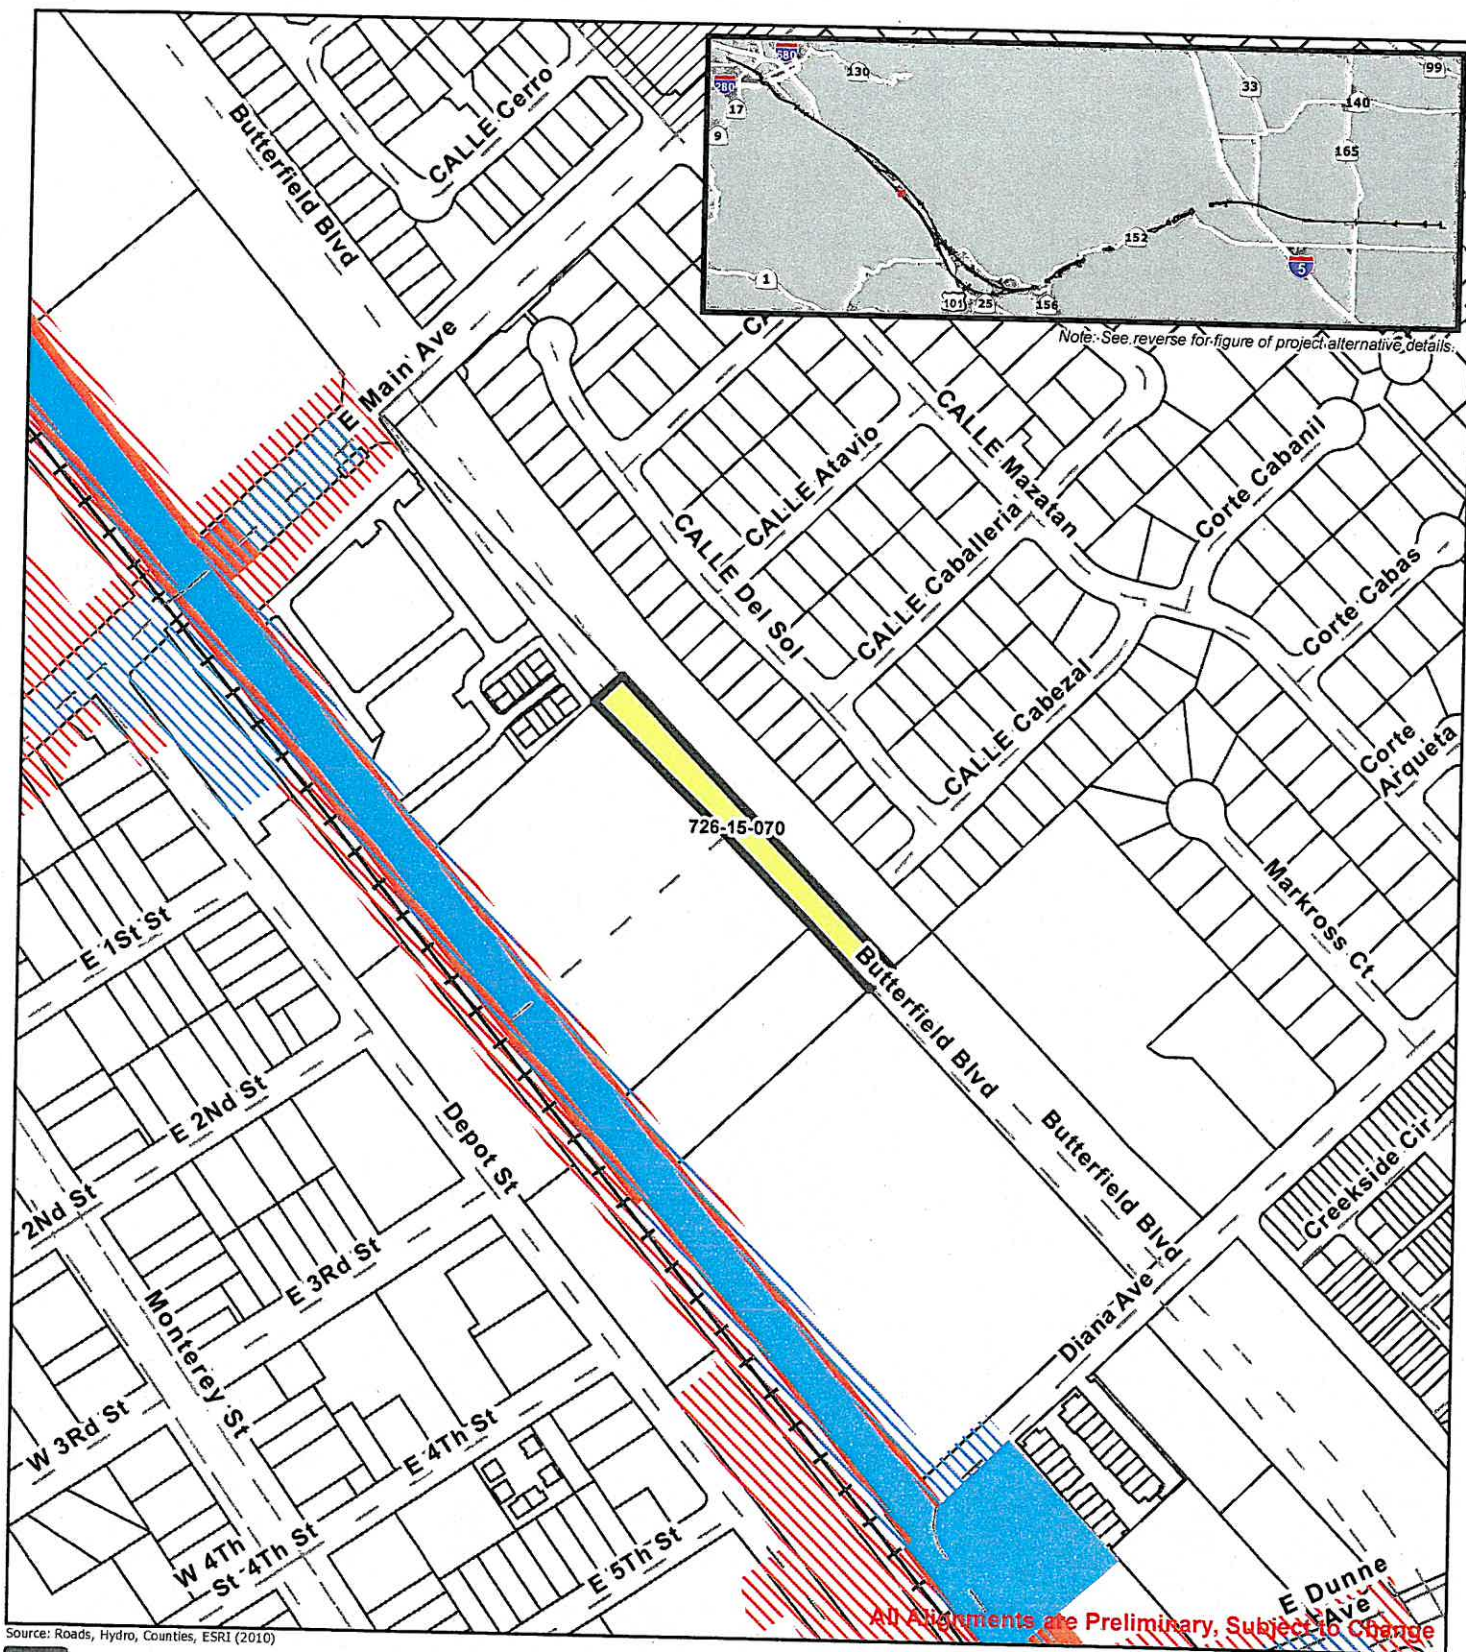 Butterfield Blvd
CALLE Cerro
680
280
17
9
130
33
99
140
165
152
1
101
25
156
5
Note: See reverse for figure of project alternative details.
E Main Ave
CALLE Mazatan
CALLE Atavio
CALLE Caballeria
CALLE Del Sol
CALLE Cabezal
Corte Cabanil
Corte Cabas
Corte
Arqueta
726-15-070
Markross Ct
Butterfield Blvd
Butterfield Blvd
Creekside Cir
Diana Ave
E 1St St
E 2Nd St
2Nd St
Depot St
E 3Rd St
Monterey St
W 3Rd St
E 4Th St
W 4Th
St 4Th St
E 5Th St
E Dunne
Ave
All Alignments are Preliminary, Subject to Change
Source: Roads, Hydro, Counties, ESRI (2010)